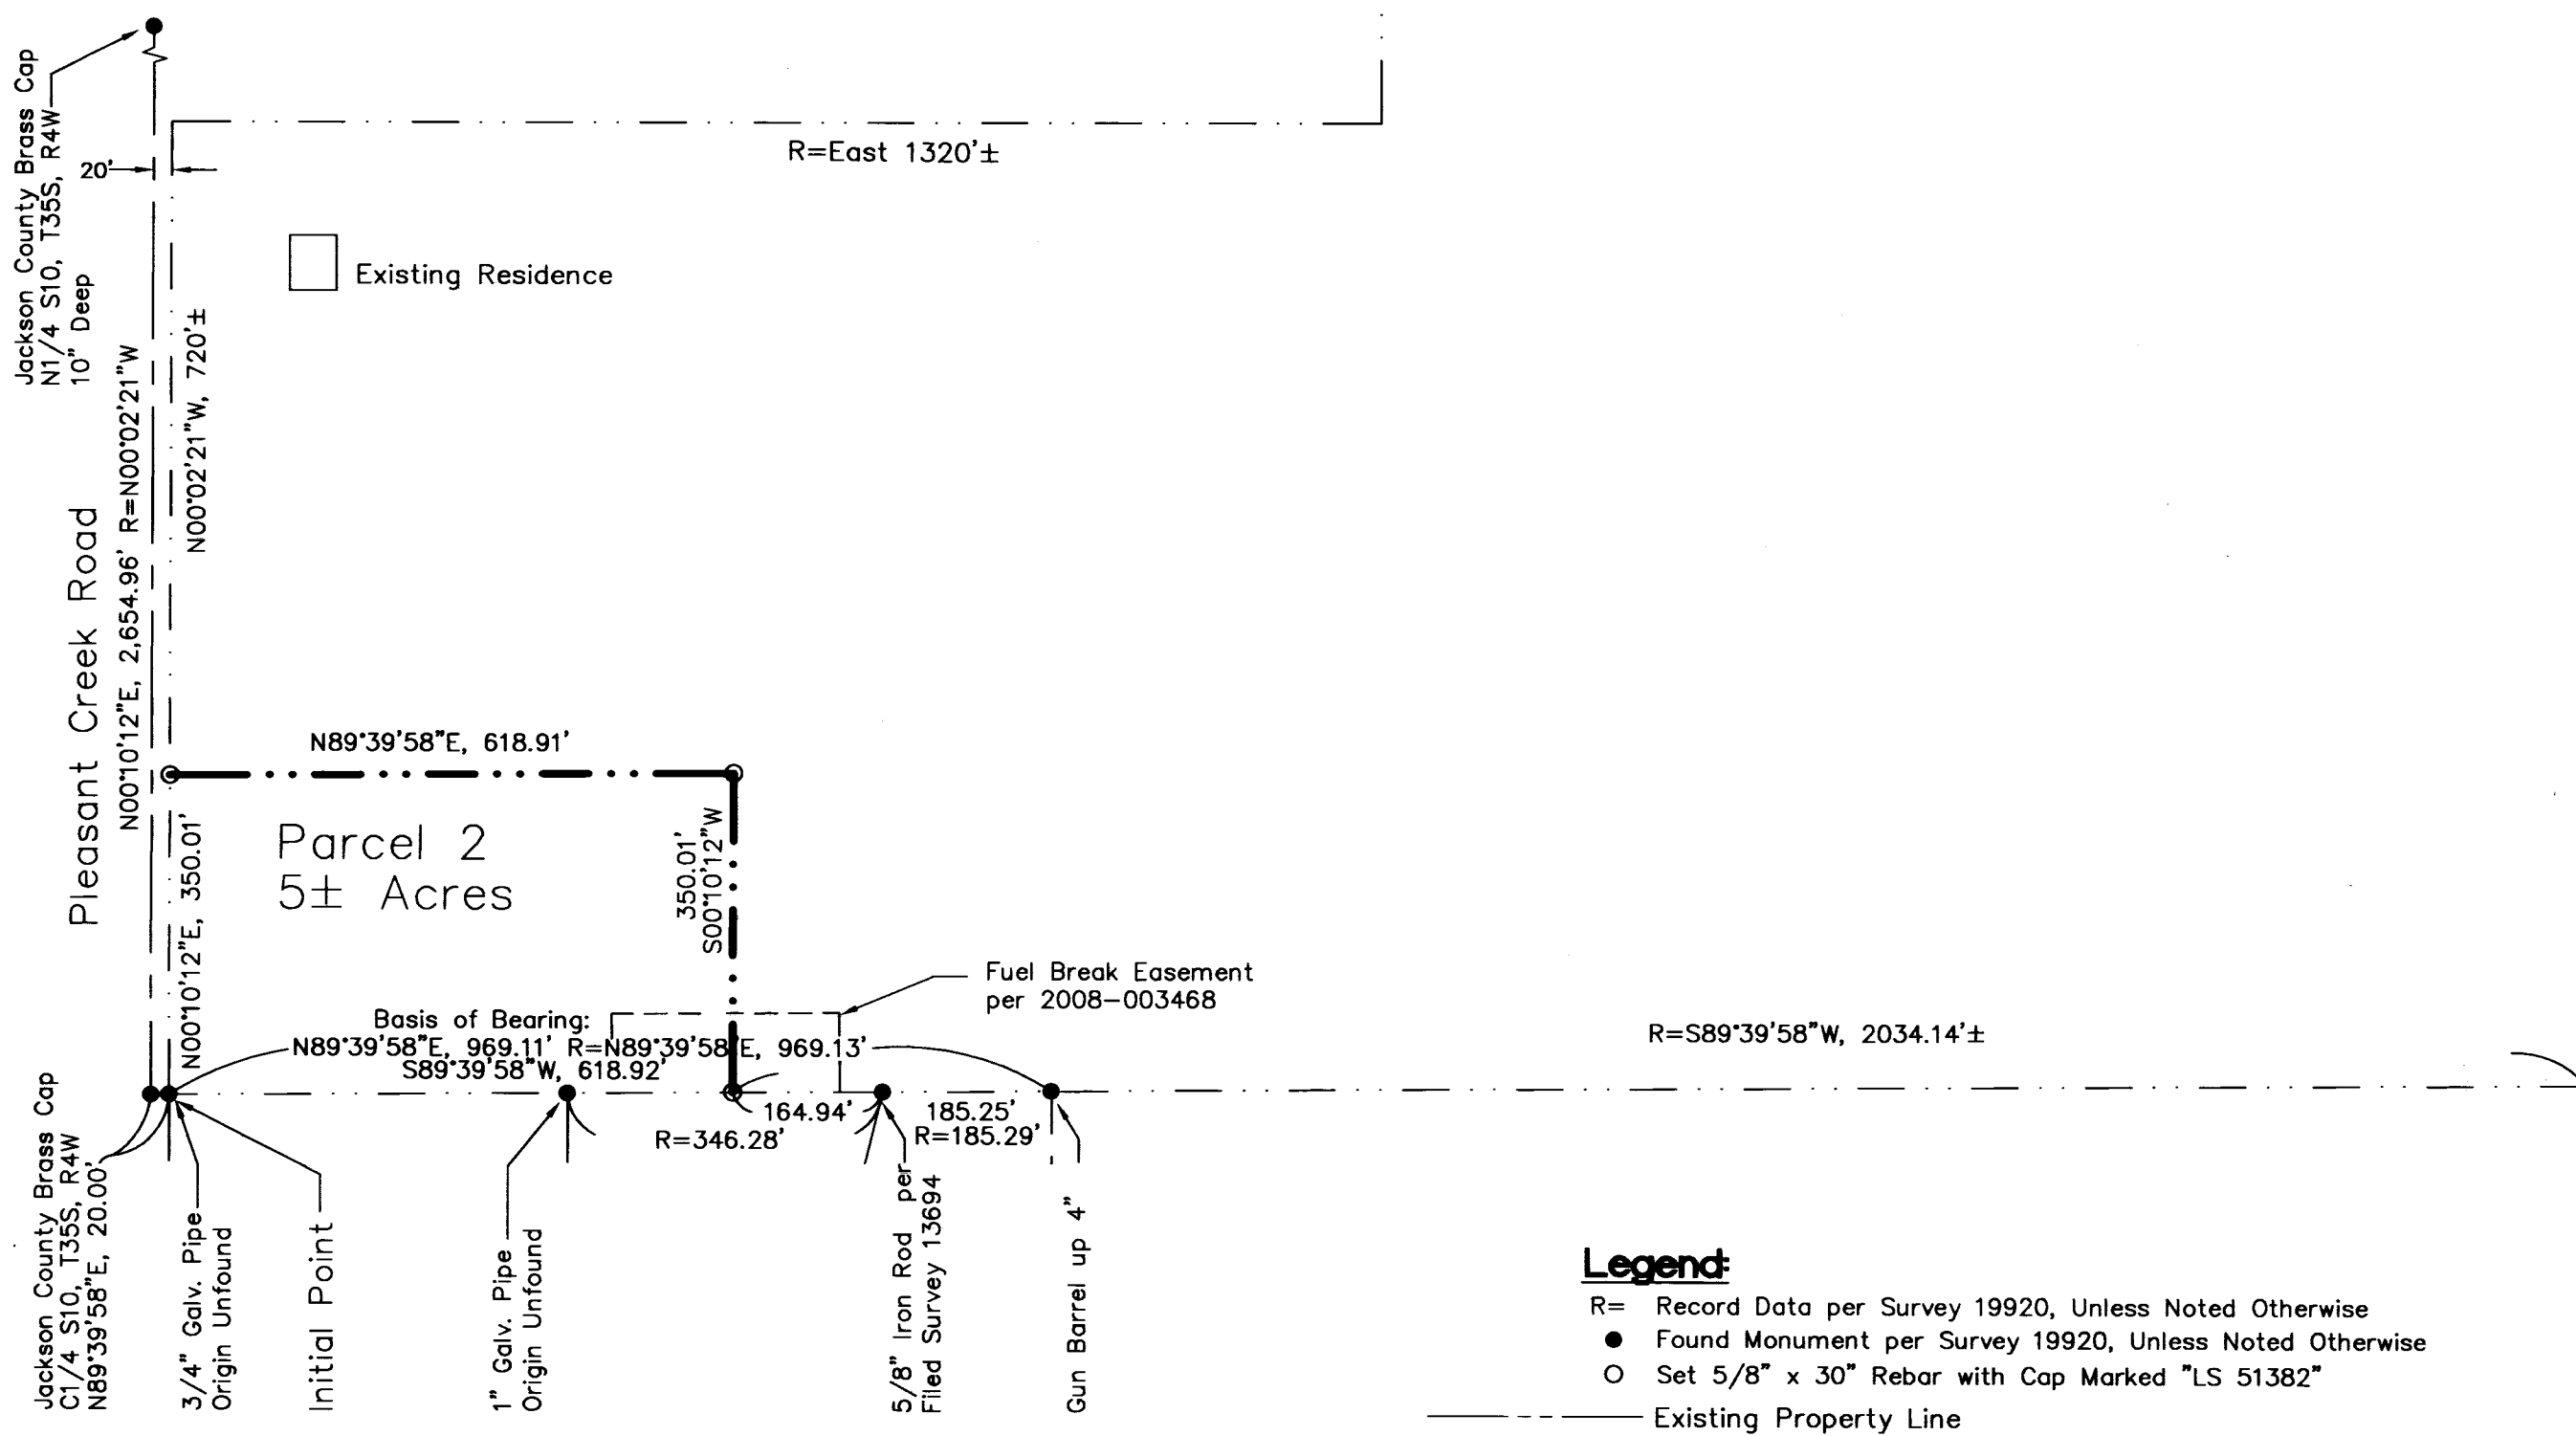 Jackson County Brass Cap
N1/4 S10, T35S, R4W
10" Deep
20'
R=East 1320'±
Existing Residence
N00°02'21"W, 720'±
N00°10'12"E, 2,654.96' R=N00°02'21"W
Pleasant Creek Road
N89°39'58"E, 618.91'
Parcel 2
5± Acres
N00°10'12"E, 350.01'
350.01'
S00°10'12"W
Fuel Break Easement
per 2008-003468
Basis of Bearing:
N89°39'58"E, 969.11' R=N89°39'58"E, 969.13'
S89°39'58"W, 618.92'
R=S89°39'58"W, 2034.14'±
164.94'
185.25'
R=346.28'
R=185.29'
Jackson County Brass Cap
C1/4 S10, T35S, R4W
N89°39'58"E, 20.00'
3/4" Galv. Pipe
Origin Unfound
Initial Point
1" Galv. Pipe
Origin Unfound
5/8" Iron Rod per
Filed Survey 13694
Gun Barrel up 4"
Legend:
R= Record Data per Survey 19920, Unless Noted Otherwise
Found Monument per Survey 19920, Unless Noted Otherwise
Set 5/8" x 30" Rebar with Cap Marked "LS 51382"
Existing Property Line